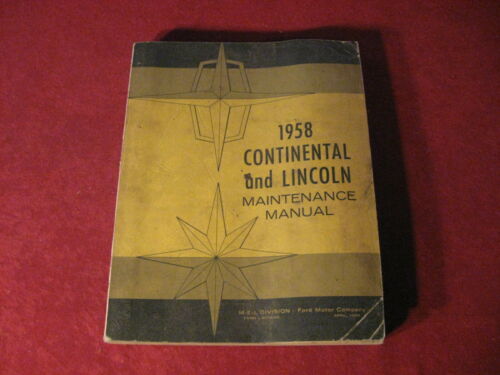 1958
CONTINENTAL
and LINCOLN
MAINTENANCE
MANUAL
M-E-L DIVISION · Ford Motor Company